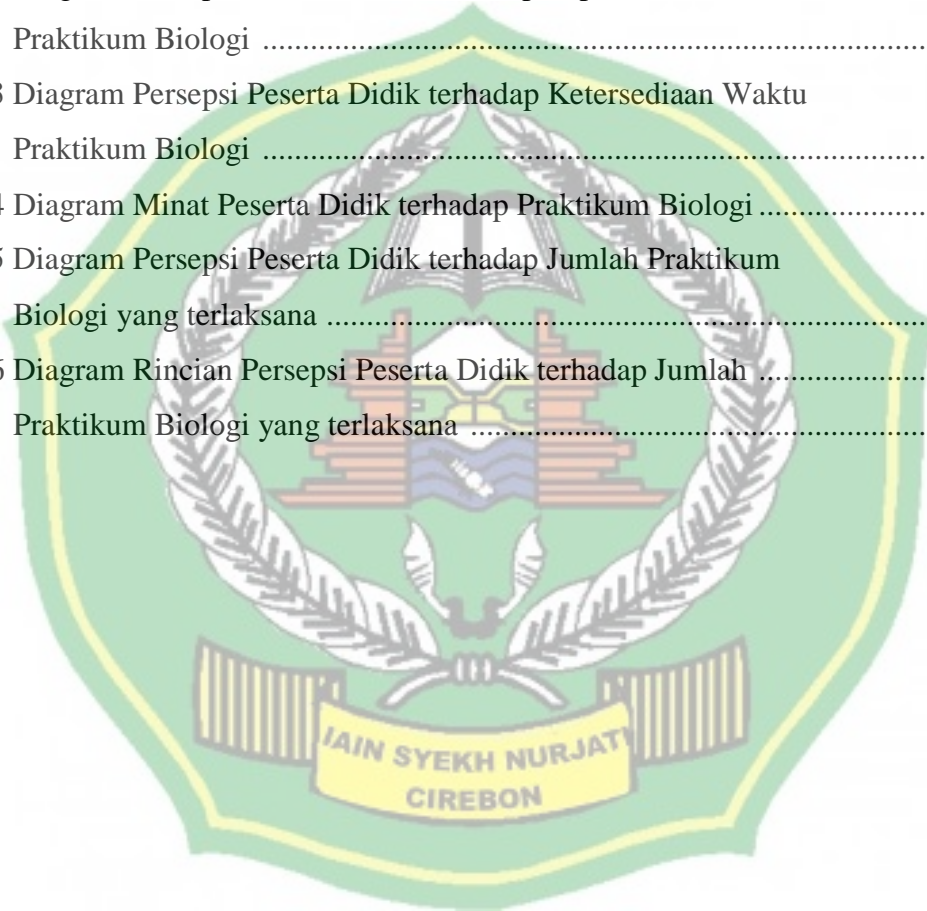 Praktikum Biologi ....................................................................................
3 Diagram Persepsi Peserta Didik terhadap Ketersediaan Waktu
Praktikum Biologi ....................................................................................
4 Diagram Minat Peserta Didik terhadap Praktikum Biologi .....................
5 Diagram Persepsi Peserta Didik terhadap Jumlah Praktikum
Biologi yang terlaksana ............................................................................
6 Diagram Rincian Persepsi Peserta Didik terhadap Jumlah .....................
Praktikum Biologi yang terlaksana ..........................................................
IAIN SYEKH NURJATI
CIREBON